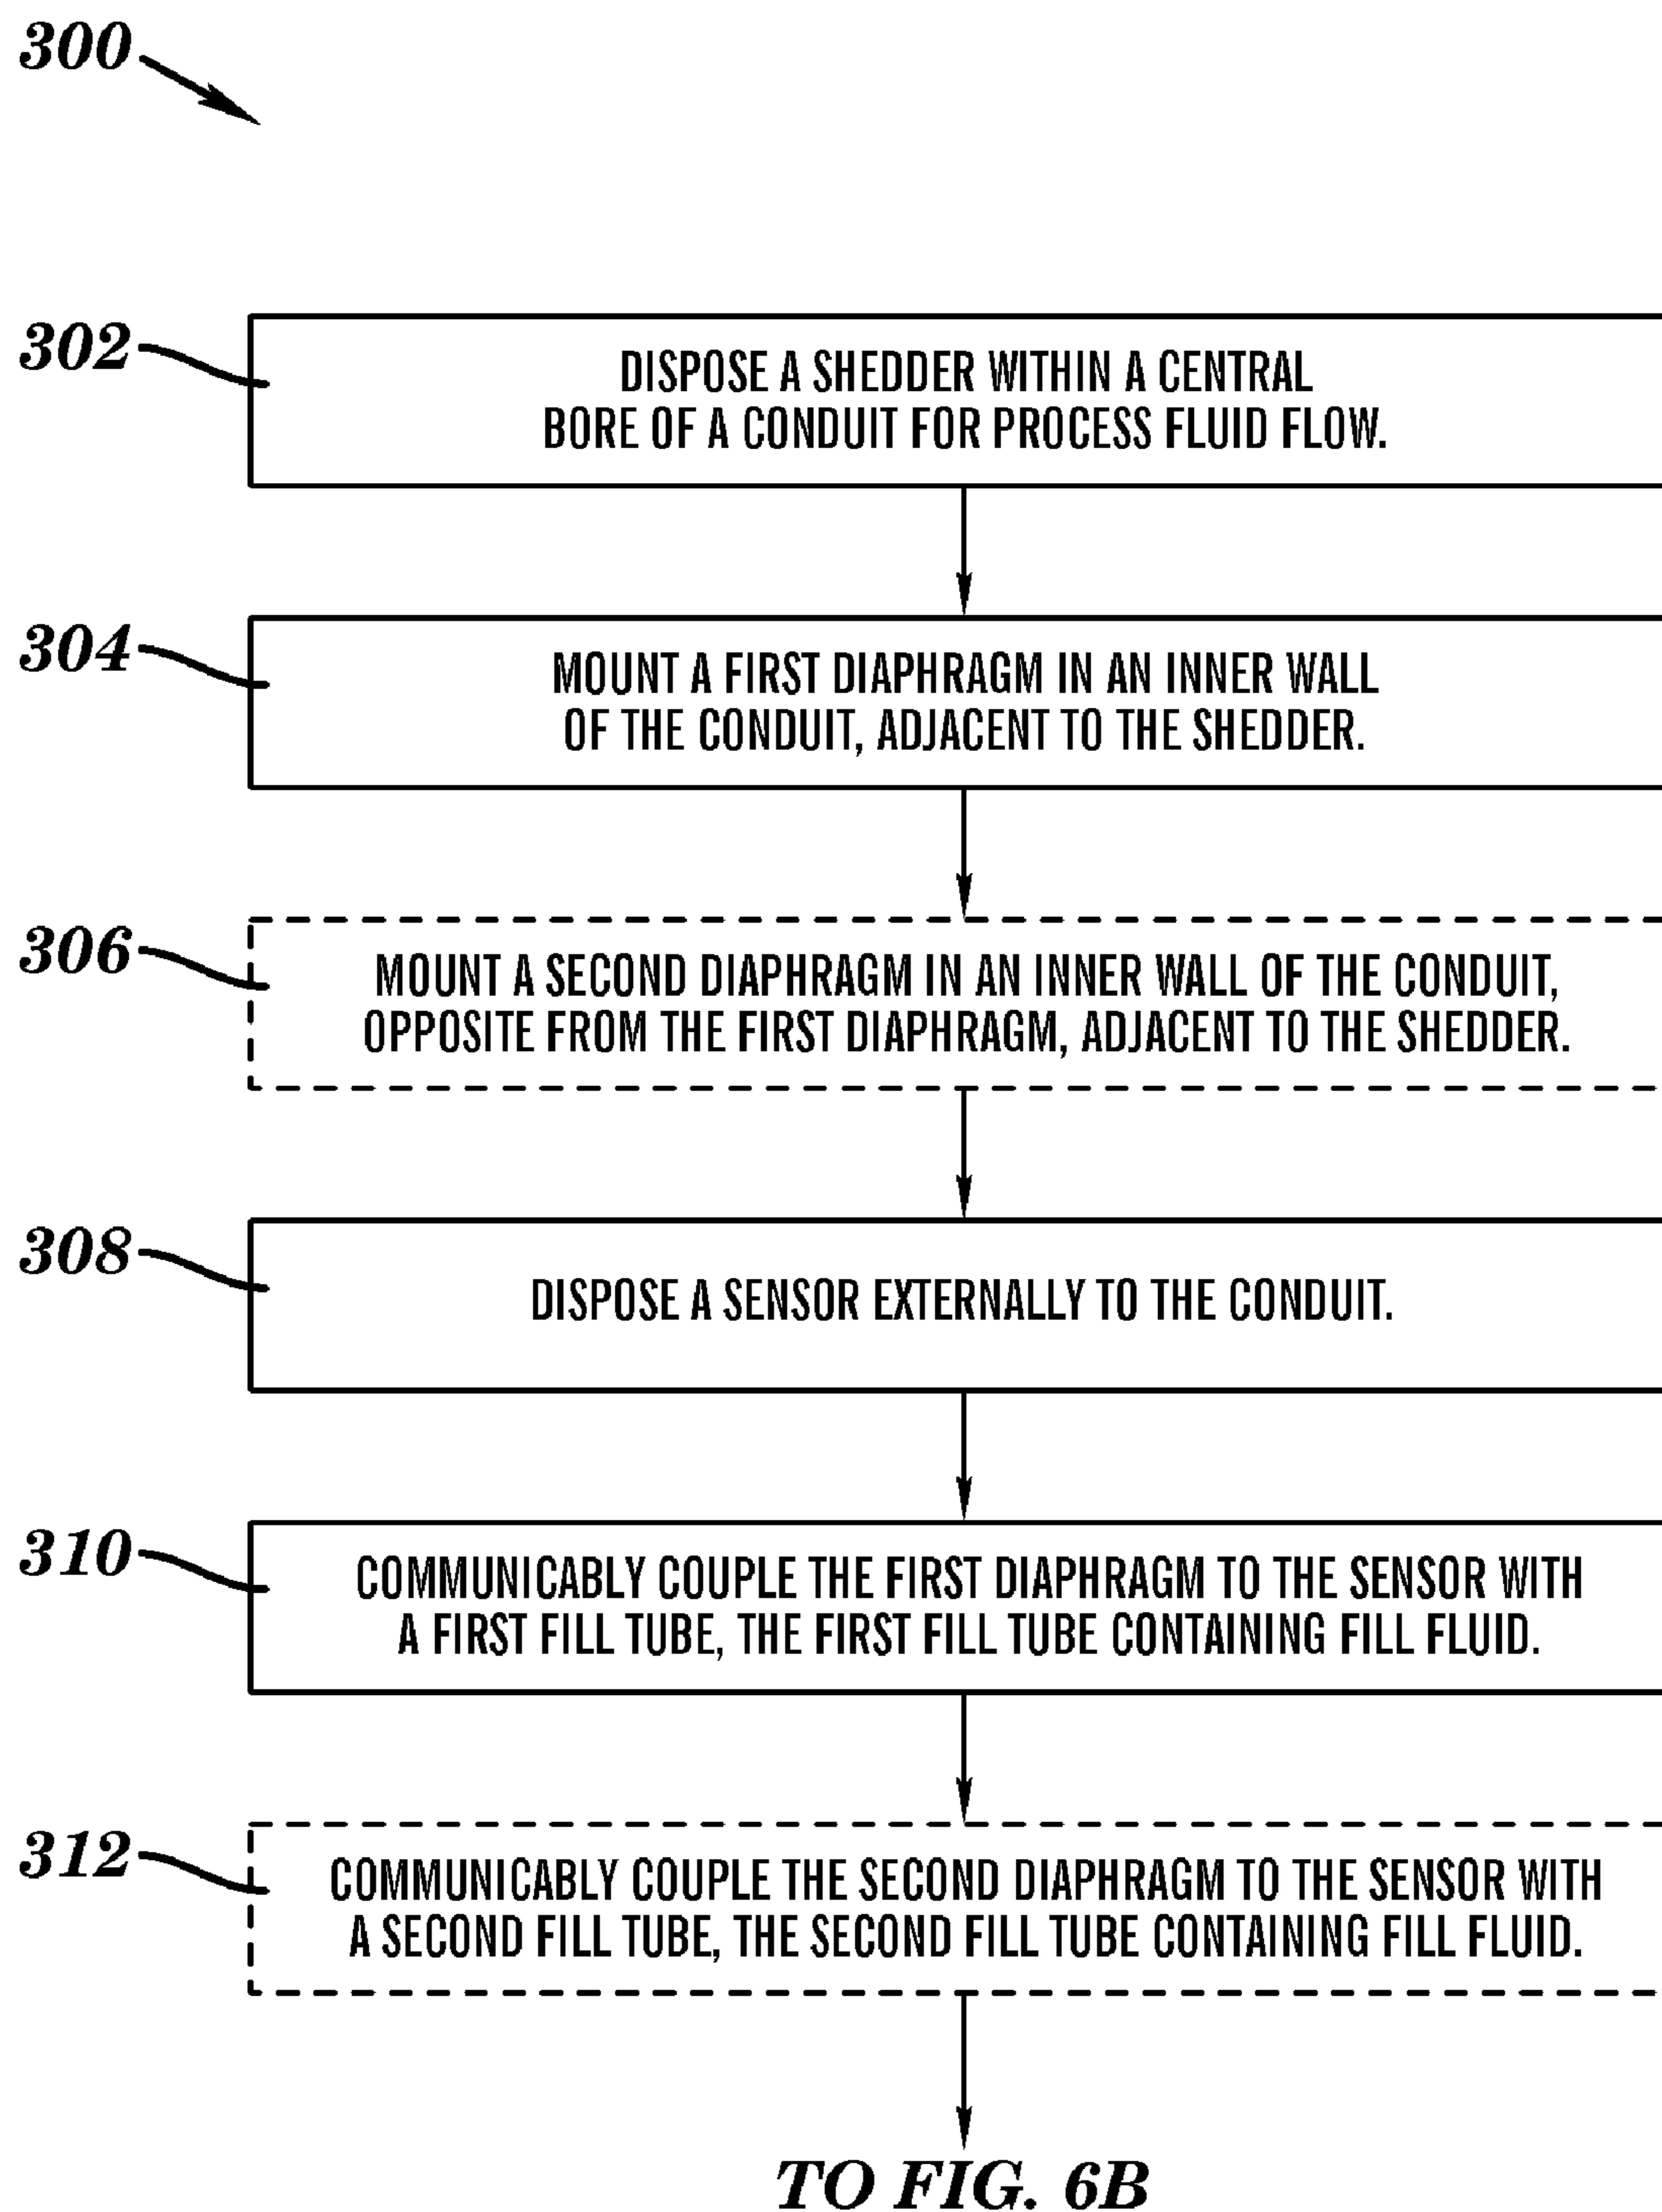 300
302
DISPOSE A SHEDDER WITHIN A CENTRAL
BORE OF A CONDUIT FOR PROCESS FLUID FLOW.
304
MOUNT A FIRST DIAPHRAGM IN AN INNER WALL
OF THE CONDUIT, ADJACENT TO THE SHEDDER.
306
MOUNT A SECOND DIAPHRAGM IN AN INNER WALL OF THE CONDUIT,
OPPOSITE FROM THE FIRST DIAPHRAGM, ADJACENT TO THE SHEDDER.
308
DISPOSE A SENSOR EXTERNALLY TO THE CONDUIT.
310
COMMUNICABLY COUPLE THE FIRST DIAPHRAGM TO THE SENSOR WITH
A FIRST FILL TUBE, THE FIRST FILL TUBE CONTAINING FILL FLUID.
312
COMMUNICABLY COUPLE THE SECOND DIAPHRAGM TO THE SENSOR WITH
A SECOND FILL TUBE, THE SECOND FILL TUBE CONTAINING FILL FLUID.
TO FIG. 6B